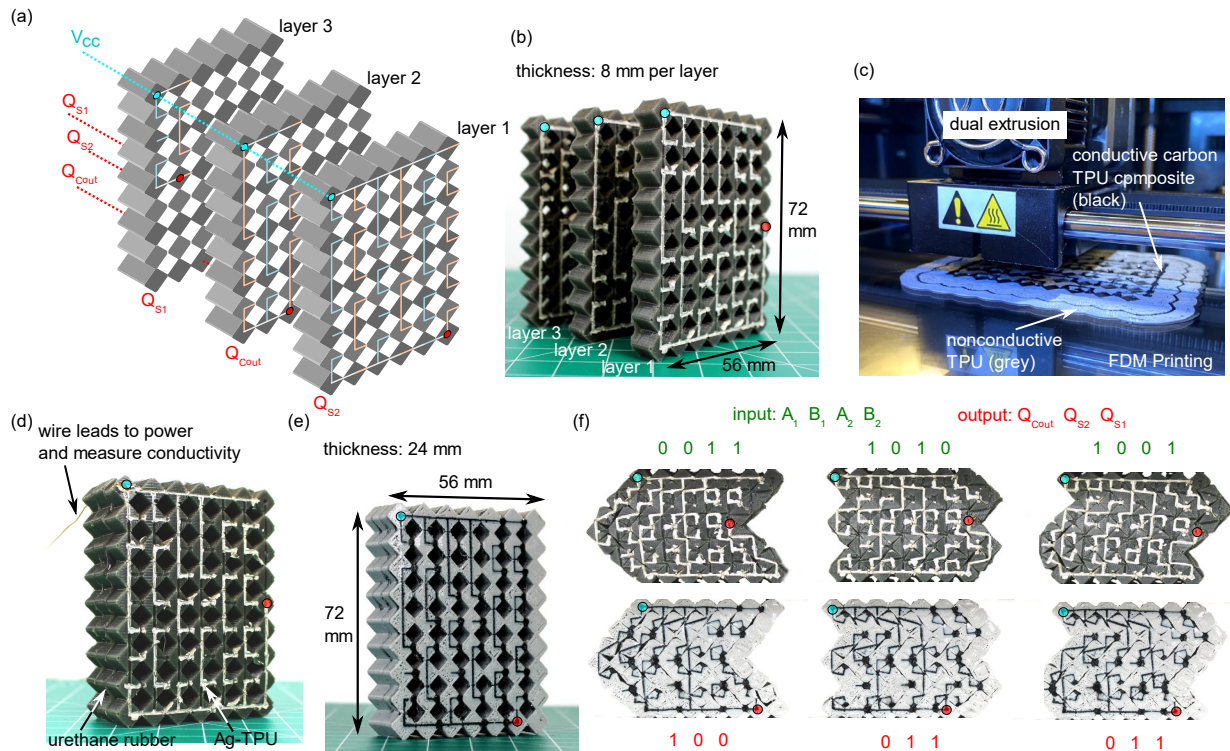 (a)
layer 3
V_CC
layer 2
Q_S1
Q_S2
Q_Cout
layer 1
Q_S1
Q_Cout
Q_S2
(b)
thickness: 8 mm per layer
72
mm
layer 3
layer 2
layer 1
56 mm
(c)
dual extrusion
conductive carbon
TPU cpmposite
(black)
nonconductive
TPU (grey)
FDM Printing
(d)
wire leads to power
and measure conductivity
urethane rubber
Ag-TPU
(e)
thickness: 24 mm
56 mm
72
mm
(f)
input: A_1 B_1 A_2 B_2
output: Q_Cout Q_S2 Q_S1
0 0 1 1
1 0 1 0
1 0 0 1
1 0 0
0 1 1
0 1 1